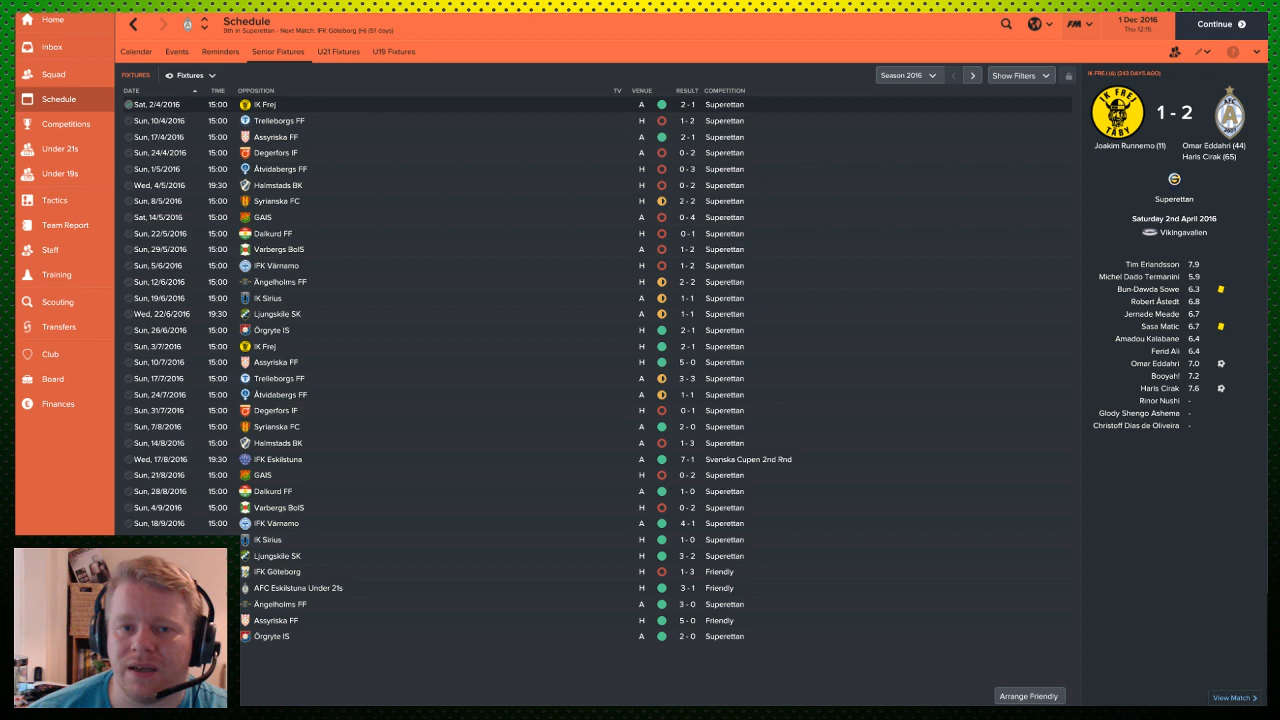 Home
Inbox
Squad
Schedule
Competitions
Under 21s
Under 19s
Tactics
Team Report
Staff
Training
Scouting
Transfers
Club
Board
Finances
Schedule
9th in Superettan - Next Match: IFK Göteborg (H) (51 days)
FM
1 Dec 2016
Thu 12:15
Continue
Calendar Events Reminders Senior Fixtures U21 Fixtures U19 Fixtures
FIXTURES Fixtures Season 2016 Show Filters
DATE TIME OPPOSITION TV VENUE RESULT COMPETITION
Sat, 2/4/2016 15:00 IK Frej A 2 - 1 Superettan
Sun, 10/4/2016 15:00 Trelleborgs FF H 1 - 2 Superettan
Sun, 17/4/2016 15:00 Assyriska FF A 2 - 1 Superettan
Sun, 24/4/2016 15:00 Degerfors IF A 0 - 2 Superettan
Sun, 1/5/2016 15:00 Åtvidabergs FF H 0 - 3 Superettan
Wed, 4/5/2016 19:30 Halmstads BK H 0 - 2 Superettan
Sun, 8/5/2016 15:00 Syrianska FC H 2 - 2 Superettan
Sat, 14/5/2016 15:00 GAIS A 0 - 4 Superettan
Sun, 22/5/2016 15:00 Dalkurd FF H 0 - 1 Superettan
Sun, 29/5/2016 15:00 Varbergs BoIS A 1 - 2 Superettan
Sun, 5/6/2016 15:00 IFK Värnamo H 1 - 2 Superettan
Sun, 12/6/2016 15:00 Ängelholms FF H 2 - 2 Superettan
Sun, 19/6/2016 15:00 IK Sirius A 1 - 1 Superettan
Wed, 22/6/2016 19:30 Ljungskile SK A 1 - 1 Superettan
Sun, 26/6/2016 15:00 Örgryte IS H 2 - 1 Superettan
Sun, 3/7/2016 15:00 IK Frej H 2 - 1 Superettan
Sun, 10/7/2016 15:00 Assyriska FF H 5 - 0 Superettan
Sun, 17/7/2016 15:00 Trelleborgs FF A 3 - 3 Superettan
Sun, 24/7/2016 15:00 Åtvidabergs FF A 1 - 1 Superettan
Sun, 31/7/2016 15:00 Degerfors IF H 0 - 1 Superettan
Sun, 7/8/2016 15:00 Syrianska FC A 2 - 0 Superettan
Sun, 14/8/2016 15:00 Halmstads BK A 1 - 3 Superettan
Wed, 17/8/2016 19:30 IFK Eskilstuna A 7 - 1 Svenska Cupen 2nd Rnd
Sun, 21/8/2016 15:00 GAIS H 0 - 2 Superettan
Sun, 28/8/2016 15:00 Dalkurd FF A 1 - 0 Superettan
Sun, 4/9/2016 15:00 Varbergs BoIS H 0 - 2 Superettan
Sun, 18/9/2016 15:00 IFK Värnamo A 4 - 1 Superettan
IK Sirius H 1 - 0 Superettan
Ljungskile SK H 3 - 2 Superettan
IFK Göteborg H 1 - 3 Friendly
AFC Eskilstuna Under 21s H 3 - 1 Friendly
Ängelholms FF A 3 - 0 Superettan
Assyriska FF H 5 - 0 Friendly
Örgryte IS A 2 - 0 Superettan
Arrange Friendly
IK FREJ (A) (243 DAYS AGO)
IK FREJ
TÄBY
1 - 2
AFC
A
2007
Joakim Runnemo (11) Omar Eddahri (44)
Haris Cirak (65)
Superettan
Saturday 2nd April 2016
Vikingavallen
Tim Erlandsson 7.9
Michel Dado Termanini 5.9
Bun-Dawda Sowe 6.3
Robert Åstedt 6.8
Jernade Meade 6.7
Sasa Matic 6.7
Amadou Kalabane 6.4
Ferid Ali 6.4
Omar Eddahri 7.0
Booyah! 7.2
Haris Cirak 7.6
Rinor Nushi -
Glody Shengo Ashema -
Christoff Dias de Oliveira -
View Match